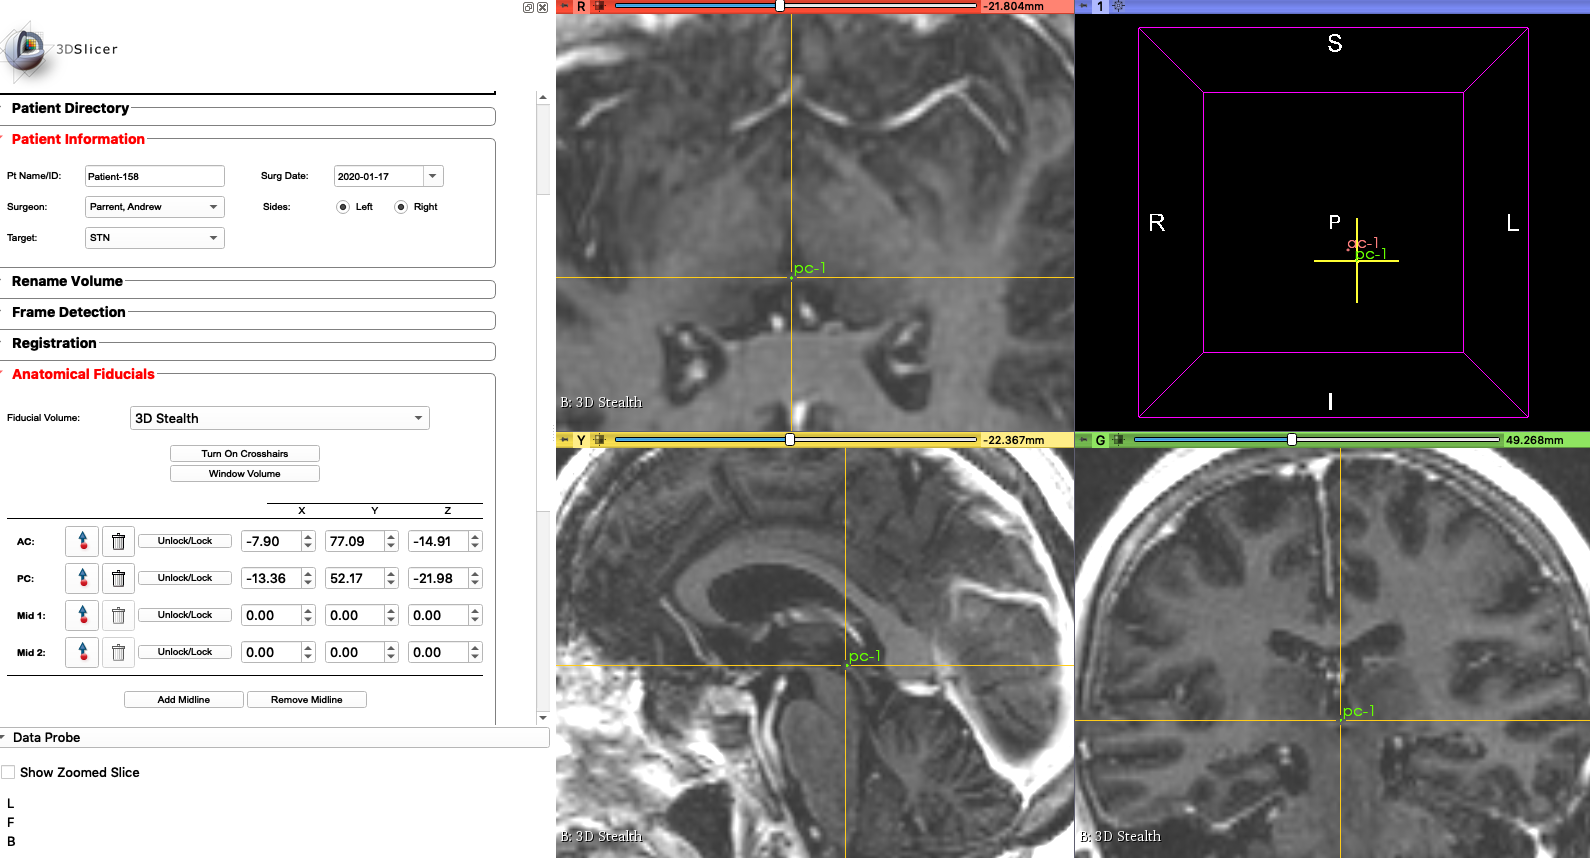 3DSlicer
Patient Directory
Patient Information
Pt Name/ID: Patient-158 Surg Date: 2020-01-17
Surgeon: Parrent, Andrew Sides: Left Right
Target: STN
Rename Volume
Frame Detection
Registration
Anatomical Fiducials
Fiducial Volume: 3D Stealth
Turn On Crosshairs
Window Volume
X Y Z
AC: Unlock/Lock -7.90 77.09 -14.91
PC: Unlock/Lock -13.36 52.17 -21.98
Mid 1: Unlock/Lock 0.00 0.00 0.00
Mid 2: Unlock/Lock 0.00 0.00 0.00
Add Midline Remove Midline
Data Probe
Show Zoomed Slice
L
F
B
R -21.804mm
pc-1
B: 3D Stealth
1
S
R P L
ac-1
pc-1
I
Y -22.367mm
pc-1
B: 3D Stealth
G 49.268mm
pc-1
B: 3D Stealth